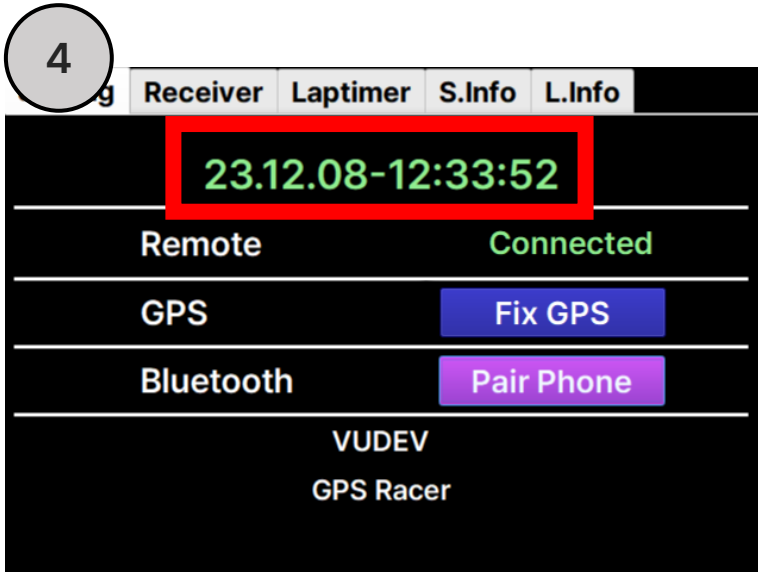 4
Receiver Laptimer S.Info L.Info
23.12.08-12:33:52
Remote Connected
GPS Fix GPS
Bluetooth Pair Phone
VUDEV
GPS Racer